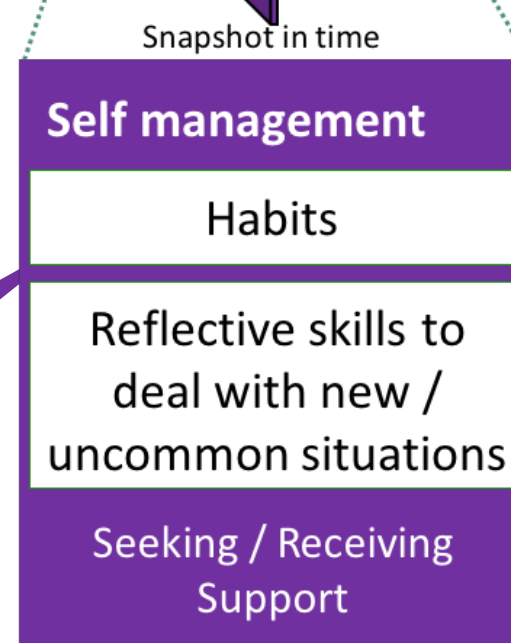 Snapshot in time
Self management
Habits
Reflective skills to
deal with new /
uncommon situations
Seeking / Receiving
Support